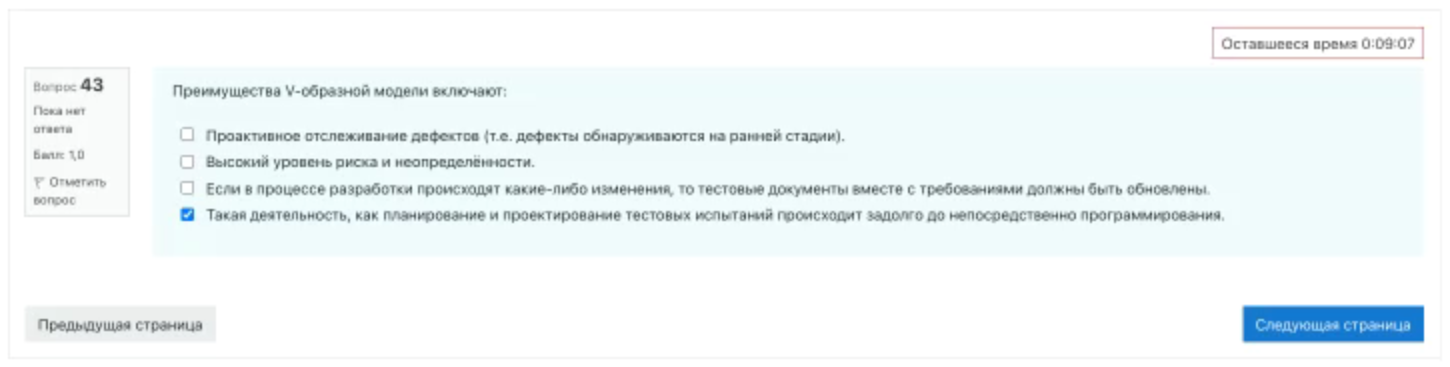 Оставшееся время 0:09:07
Вопрос 43
Пока нет
ответа
Балл: 1,0
Отметить
вопрос
Преимущества V-образной модели включают:
Проактивное отслеживание дефектов (т.е. дефекты обнаруживаются на ранней стадии).
Высокий уровень риска и неопределённости.
Если в процессе разработки происходят какие-либо изменения, то тестовые документы вместе с требованиями должны быть обновлены.
Такая деятельность, как планирование и проектирование тестовых испытаний происходит задолго до непосредственно программирования.
Предыдущая страница
Следующая страница